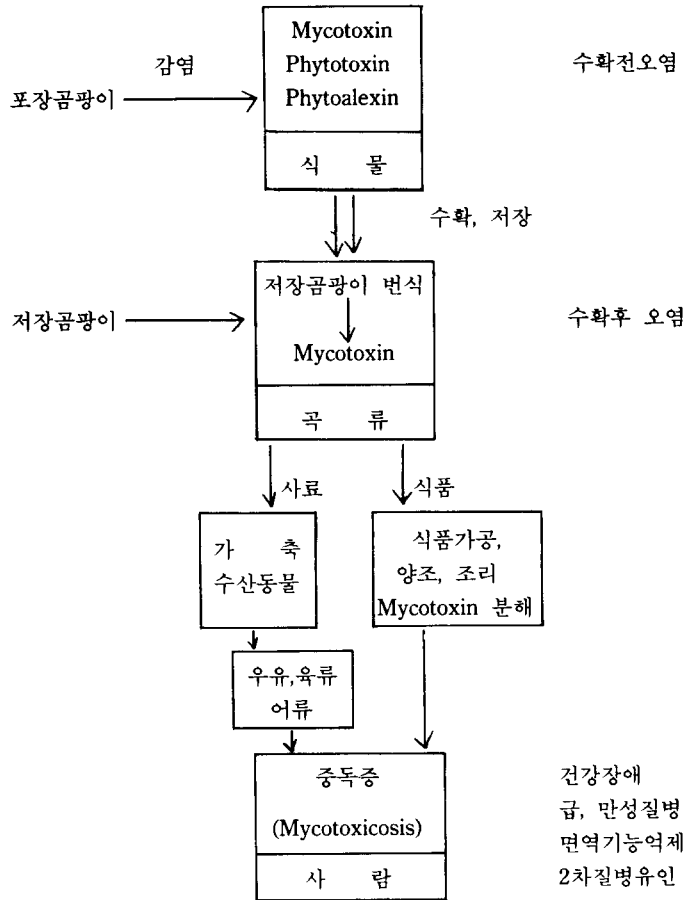 Mycotoxin
Phytotoxin
Phytoalexin
감염
포장곰팡이
수확전오염
식 물
수확, 저장
저장곰팡이 번식
Mycotoxin
저장곰팡이
수확후 오염
곡 류
사료
식품
가 축
수산동물
식품가공,
양조, 조리
Mycotoxin 분해
우유,육류
어류
중독증
(Mycotoxicosis)
사 람
건강장애
급, 만성질병
면역기능억제
2차질병유인